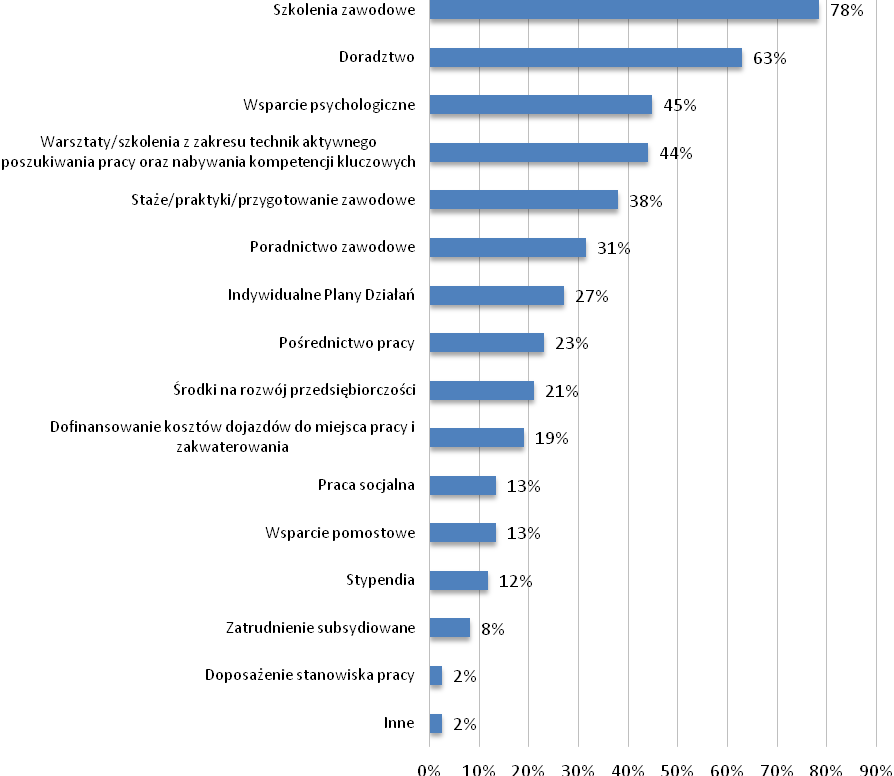 Szkolenia zawodowe 78%
Doradztwo 63%
Wsparcie psychologiczne 45%
Warsztaty/szkolenia z zakresu technik aktywnego
poszukiwania pracy oraz nabywania kompetencji kluczowych 44%
Staże/praktyki/przygotowanie zawodowe 38%
Poradnictwo zawodowe 31%
Indywidualne Plany Działań 27%
Pośrednictwo pracy 23%
Środki na rozwój przedsiębiorczości 21%
Dofinansowanie kosztów dojazdów do miejsca pracy i
zakwaterowania 19%
Praca socjalna 13%
Wsparcie pomostowe 13%
Stypendia 12%
Zatrudnienie subsydiowane 8%
Doposażenie stanowiska pracy 2%
Inne 2%
0% 10% 20% 30% 40% 50% 60% 70% 80% 90%